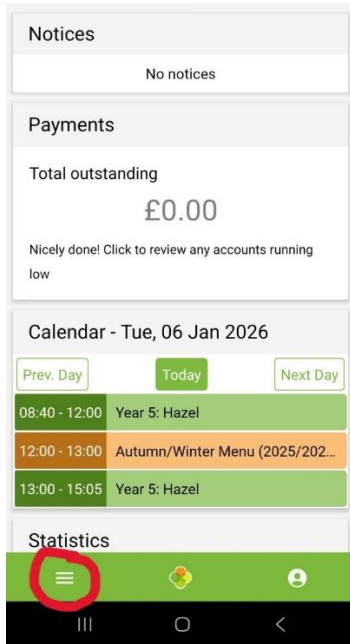 Notices
No notices
Payments
Total outstanding
£0.00
Nicely done! Click to review any accounts running
low
Calendar - Tue, 06 Jan 2026
Prev. Day Today Next Day
08:40 - 12:00 Year 5: Hazel
12:00 - 13:00 Autumn/Winter Menu (2025/202...
13:00 - 15:05 Year 5: Hazel
Statistics